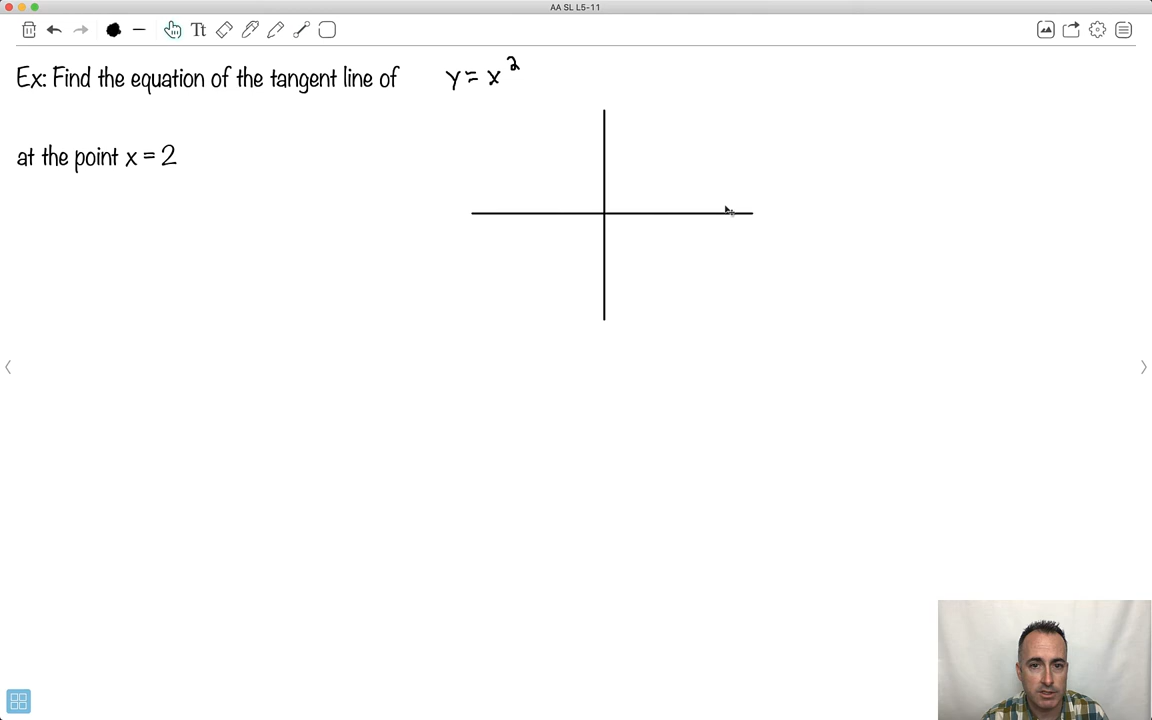 AA SL L5-11
Tt
Ex: Find the equation of the tangent line of y = x²
at the point x = 2